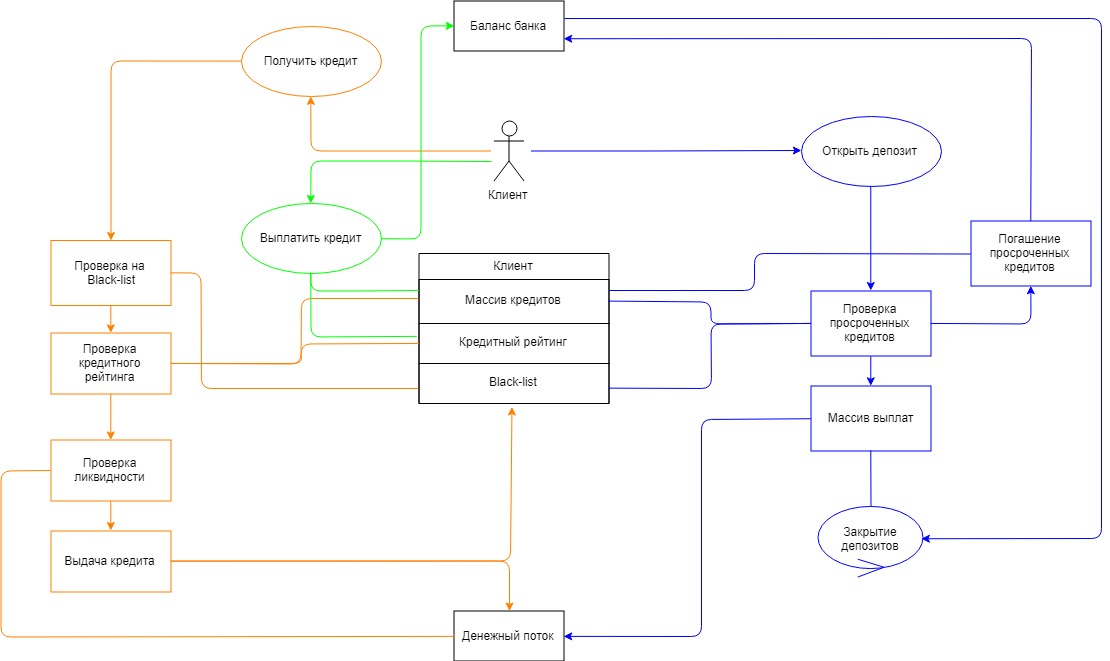 Баланс банка
Получить кредит
Открыть депозит
Клиент
Выплатить кредит
Погашение
просроченных
кредитов
Проверка на
Black-list
Клиент
Массив кредитов
Кредитный рейтинг
Black-list
Проверка
просроченных
кредитов
Проверка
кредитного
рейтинга
Массив выплат
Проверка
ликвидности
Закрытие
депозитов
Выдача кредита
Денежный поток